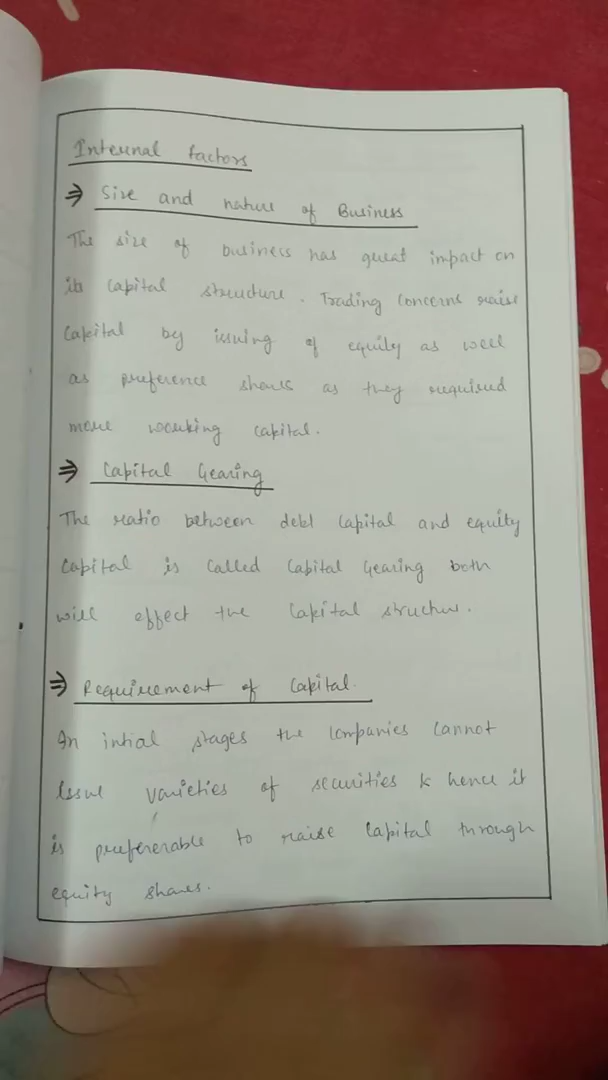 Internal factors
⇒ Size and nature of Business
The size of business has great impact on
its capital structure. Trading Concerns raise
Capital by issuing of equity as well
as preference shares as they required
more working capital.
⇒ Capital Gearing
The ratio between debt capital and equity
Capital is called Capital Gearing both
will effect the Capital structure.
⇒ Requirement of Capital.
In intial stages the Companies Cannot
Issue varieties of securities & hence it
is prefererable to raise Capital through
equity shares.